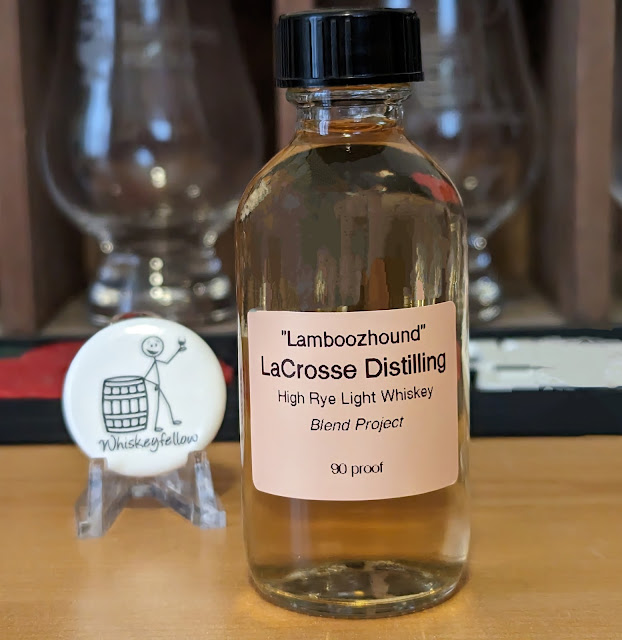 "Lamboozhound"
LaCrosse Distilling
High Rye Light Whiskey
Blend Project
90 proof
Whiskeyfellow